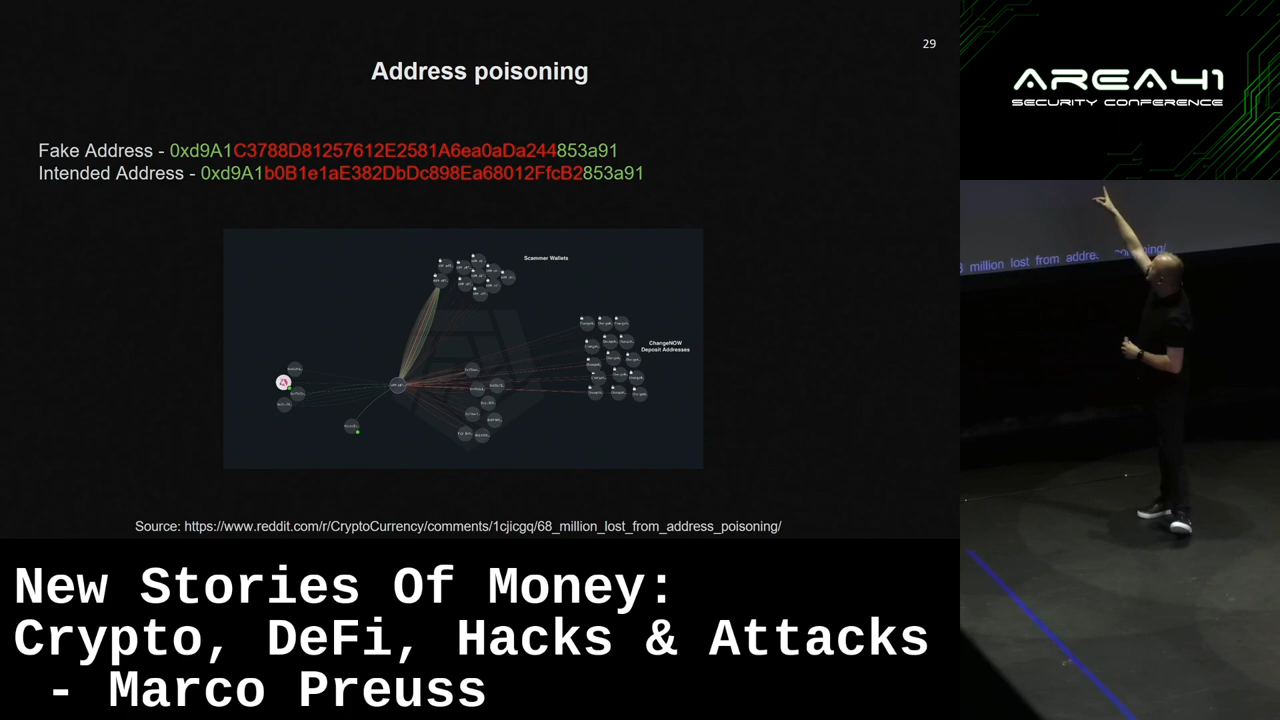 29
Address poisoning
Fake Address - 0xd9A1C3788D81257612E2581A6ea0aDa244853a91
Intended Address - 0xd9A1b0B1e1aE382DbDc898Ea68012FfcB2853a91
Scammer Wallets
ChangeNOW
Deposit Addresses
Source: https://www.reddit.com/r/CryptoCurrency/comments/1cjicgq/68_million_lost_from_address_poisoning/
AREA41
SECURITY CONFERENCE
million lost from
New Stories Of Money:
Crypto, DeFi, Hacks & Attacks
- Marco Preuss